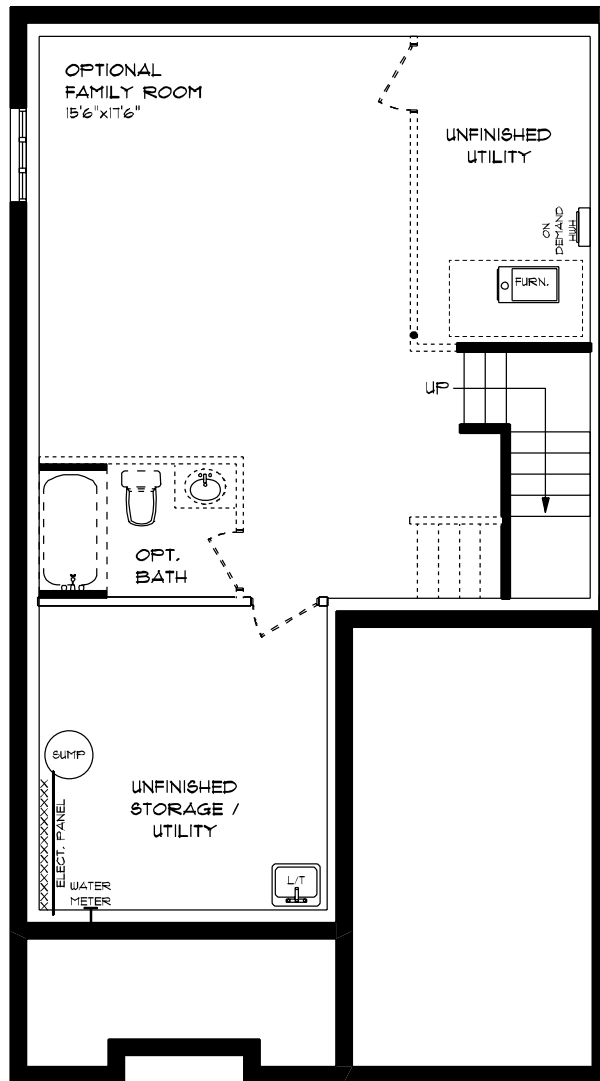 OPTIONAL
FAMILY ROOM
15'6"x17'6"
UNFINISHED
UTILITY
ON
DEMAND
HWH
FURN.
UP
OPT.
BATH
SUMP
UNFINISHED
STORAGE /
UTILITY
ELECT. PANEL
WATER
METER
L/T